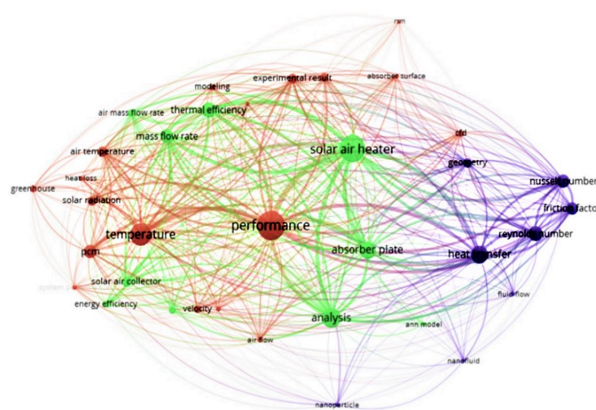 rsm
experimental result
absorber surface
modeling
air mass flow rate
thermal efficiency
mass flow rate
cfd
solar air heater
air temperature
geometry
heat loss
greenhouse
nusselt number
solar radiation
friction factor
performance
temperature
reynolds number
pcm
absorber plate
heat transfer
solar air collector
fluid flow
energy efficiency
velocity
analysis
ann model
air flow
nanofluid
nanoparticle